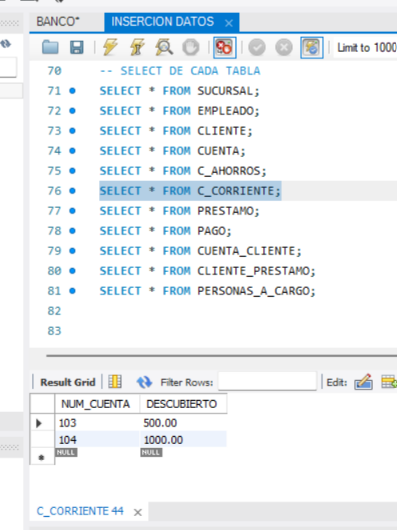 BANCO*
INSERCION DATOS ×
Limit to 1000
70 -- SELECT DE CADA TABLA
71 SELECT * FROM SUCURSAL;
72 SELECT * FROM EMPLEADO;
73 SELECT * FROM CLIENTE;
74 SELECT * FROM CUENTA;
75 SELECT * FROM C_AHORROS;
76 SELECT * FROM C_CORRIENTE;
77 SELECT * FROM PRESTAMO;
78 SELECT * FROM PAGO;
79 SELECT * FROM CUENTA_CLIENTE;
80 SELECT * FROM CLIENTE_PRESTAMO;
81 SELECT * FROM PERSONAS_A_CARGO;
82
83
Result Grid Filter Rows: Edit:
NUM_CUENTA DESCUBIERTO
103 500.00
104 1000.00
NULL NULL
C_CORRIENTE 44 ×